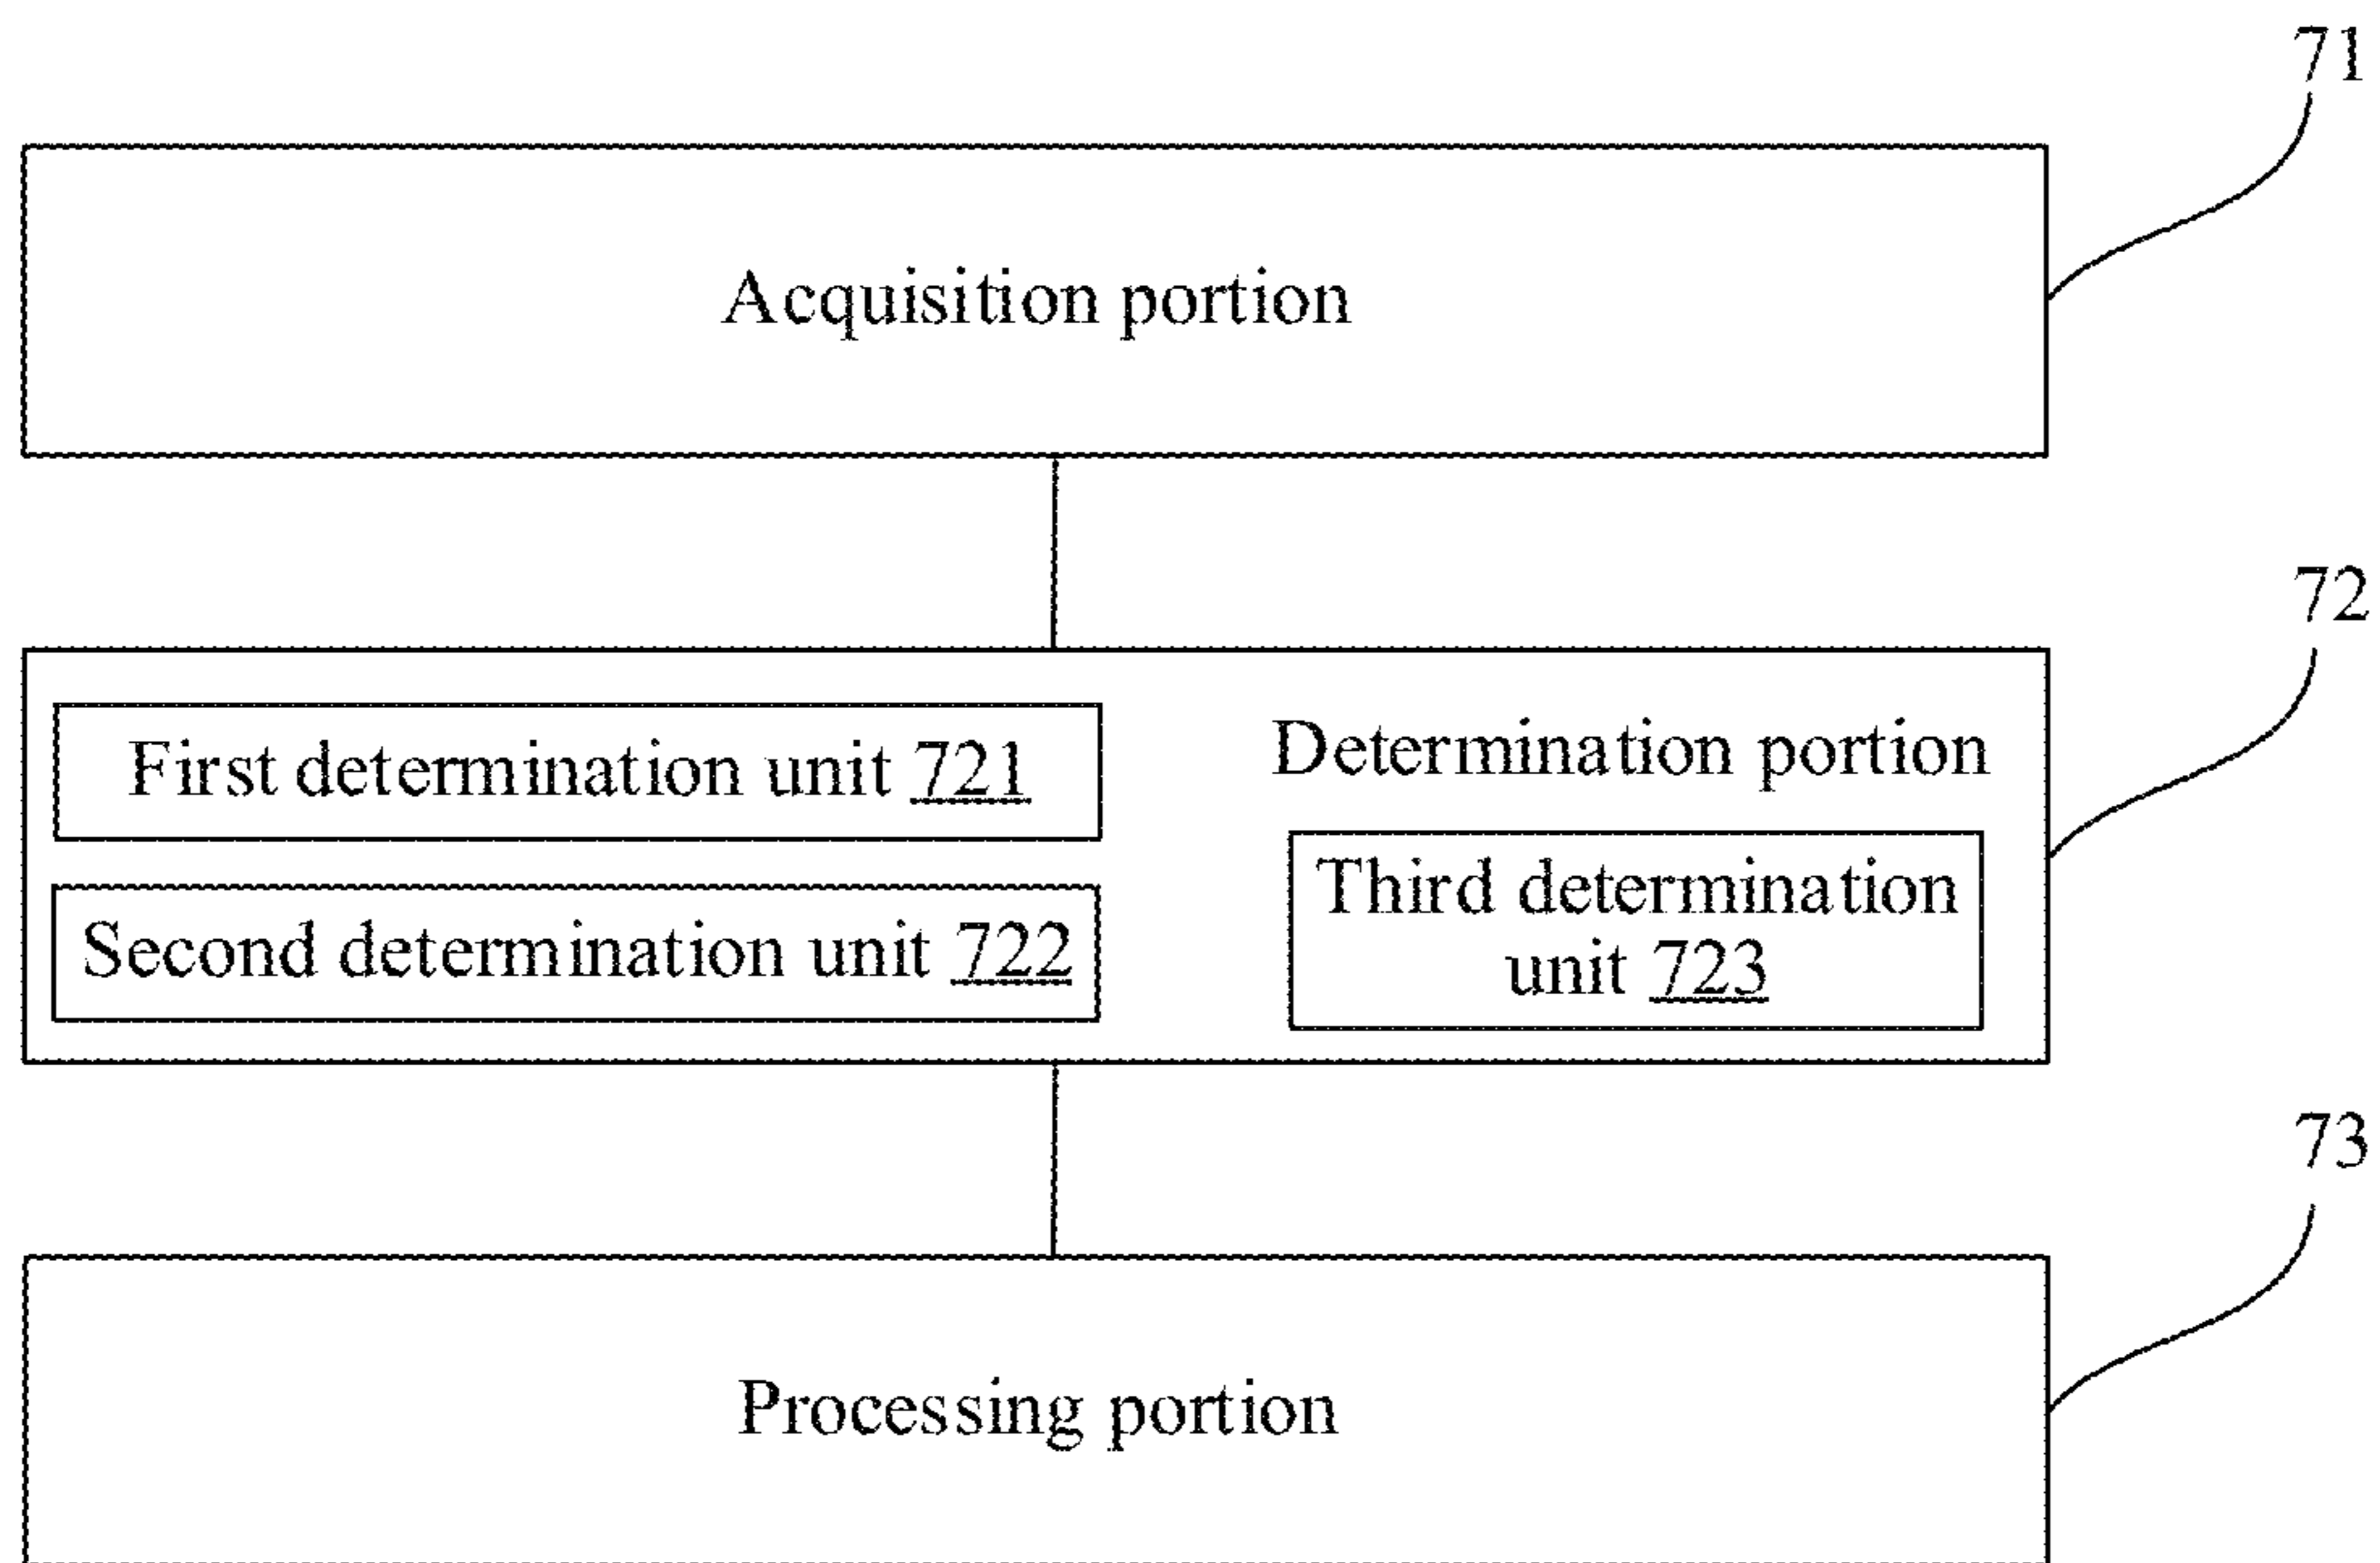 71
Acquisition portion
72
First determination unit 721
Determination portion
Second determination unit 722
Third determination
unit 723
73
Processing portion